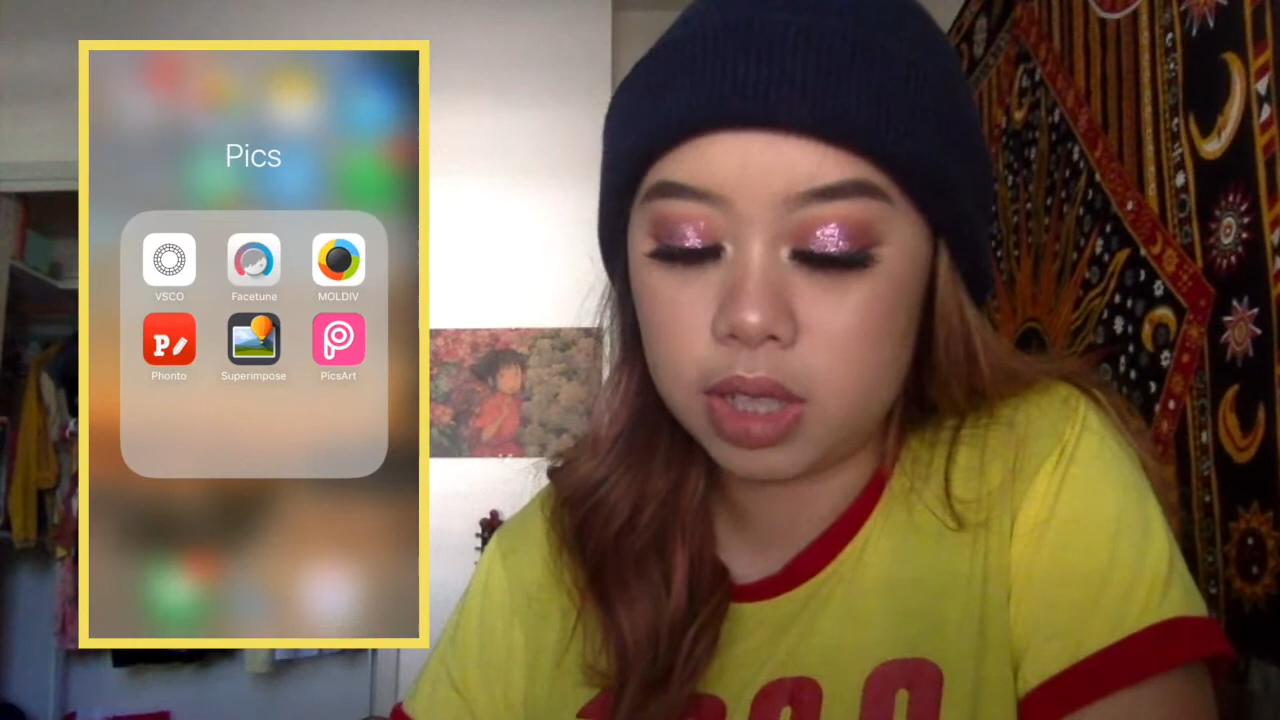 Pics
VSCO
Facetune
MOLDIV
Phonto
Superimpose
PicsArt